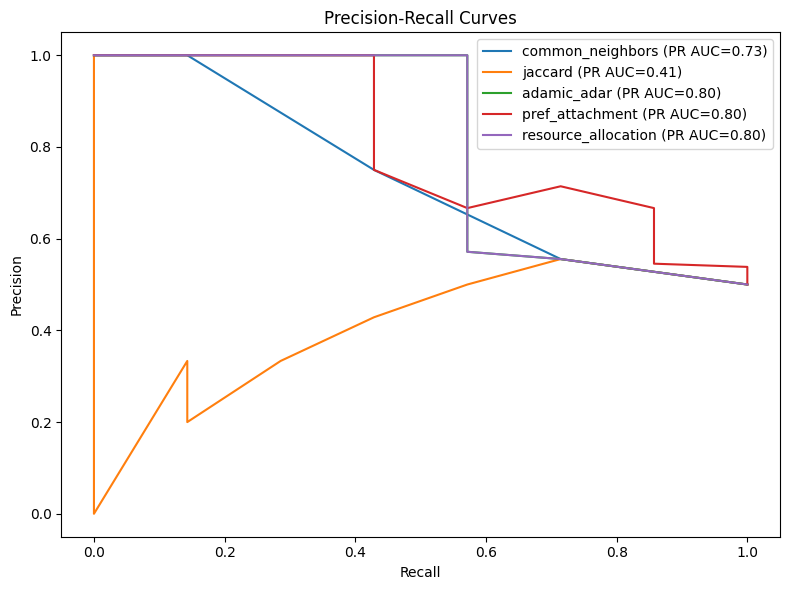 Precision-Recall Curves
common_neighbors (PR AUC=0.73)
jaccard (PR AUC=0.41)
adamic_adar (PR AUC=0.80)
pref_attachment (PR AUC=0.80)
resource_allocation (PR AUC=0.80)
Precision
1.0
0.8
0.6
0.4
0.2
0.0
0.0 0.2 0.4 0.6 0.8 1.0
Recall